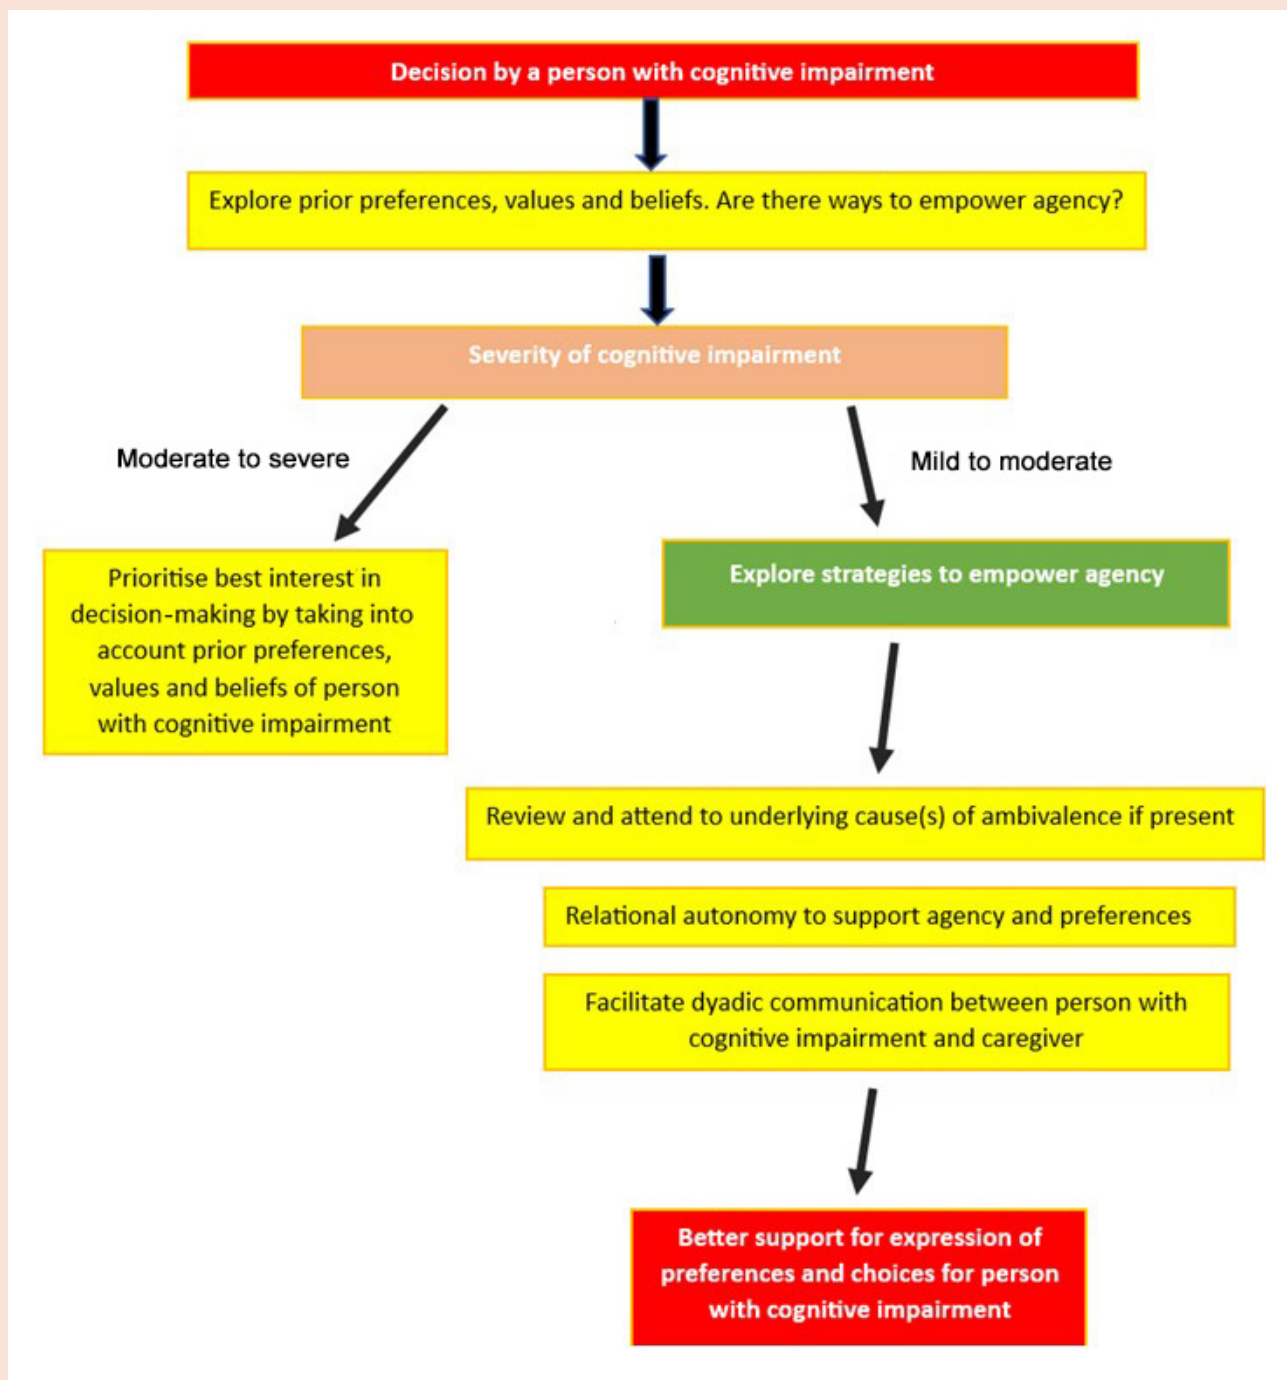 Decision by a person with cognitive impairment
Explore prior preferences, values and beliefs. Are there ways to empower agency?
Severity of cognitive impairment
Moderate to severe
Mild to moderate
Prioritise best interest in
decision-making by taking into
account prior preferences,
values and beliefs of person
with cognitive impairment
Explore strategies to empower agency
Review and attend to underlying cause(s) of ambivalence if present
Relational autonomy to support agency and preferences
Facilitate dyadic communication between person with
cognitive impairment and caregiver
Better support for expression of
preferences and choices for person
with cognitive impairment